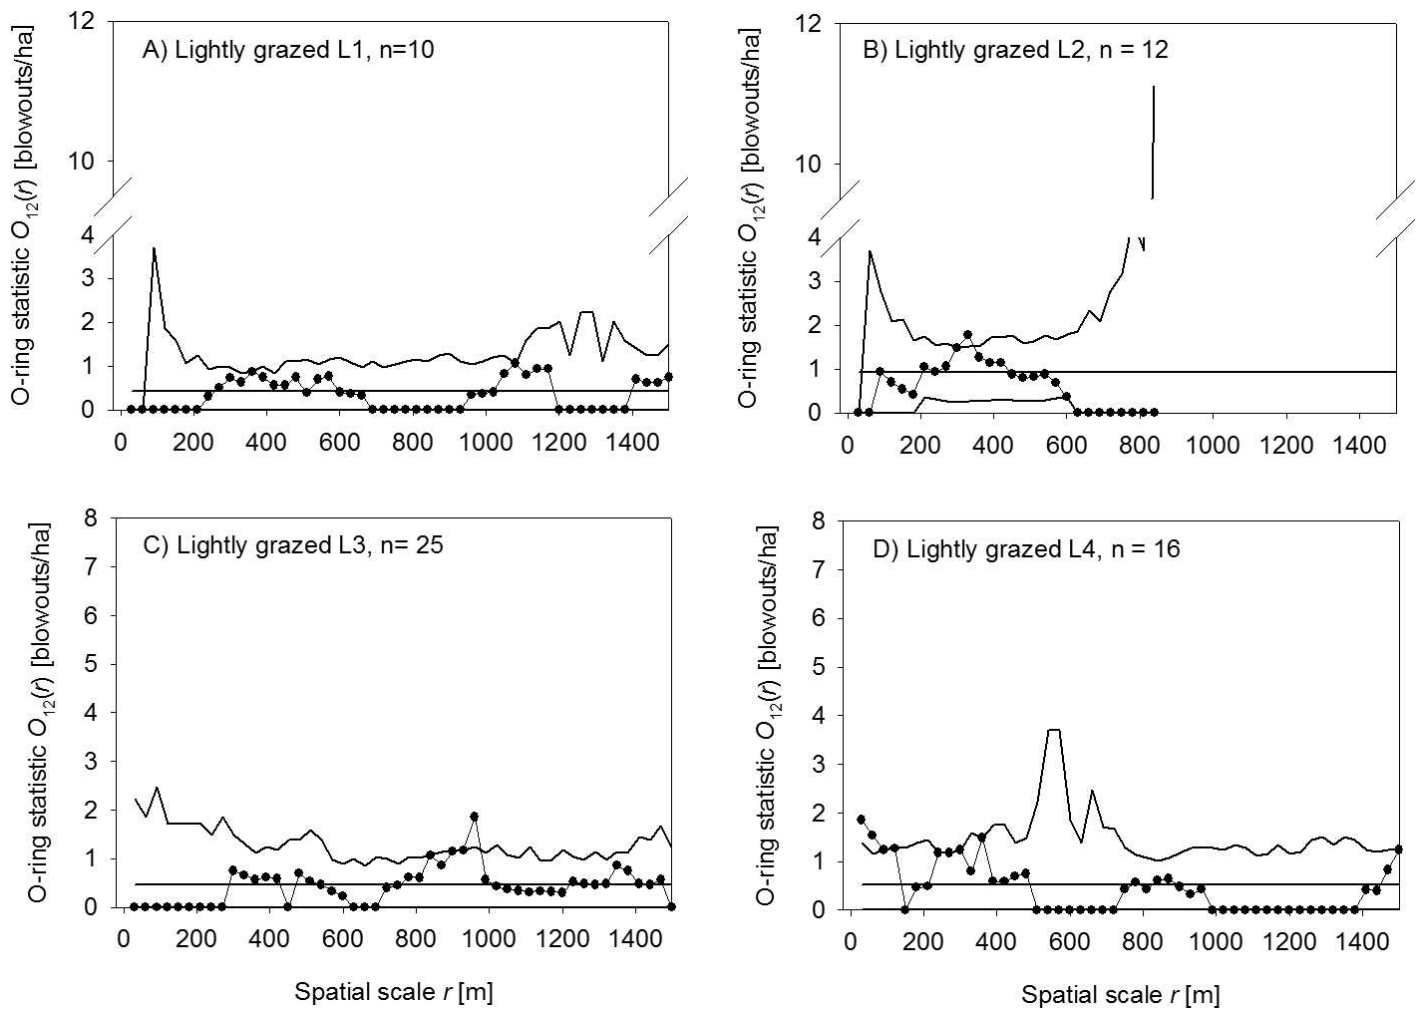 A) Lightly grazed L1, n=10
O-ring statistic O12(r) [blowouts/ha]
12
10
4
3
2
1
0
0 200 400 600 800 1000 1200 1400
B) Lightly grazed L2, n = 12
O-ring statistic O12(r) [blowouts/ha]
12
10
4
3
2
1
0
0 200 400 600 800 1000 1200 1400
C) Lightly grazed L3, n= 25
O-ring statistic O12(r) [blowouts/ha]
8
7
6
5
4
3
2
1
0
0 200 400 600 800 1000 1200 1400
Spatial scale r [m]
D) Lightly grazed L4, n = 16
O-ring statistic O12(r) [blowouts/ha]
8
7
6
5
4
3
2
1
0
0 200 400 600 800 1000 1200 1400
Spatial scale r [m]